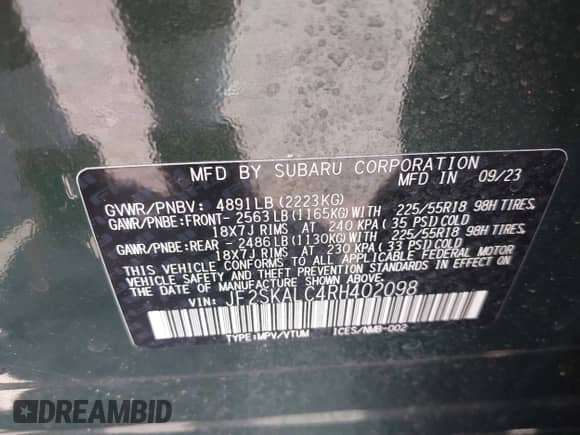 MFD BY SUBARU CORPORATION
MFD IN 09/23
GVWR/PNBV: 4891LB (2223KG)
GAWR/PNBE:FRONT- 2563LB (1165KG)WITH 225/55R18 98H TIRES,
18X7J RIMS AT 240 KPA (35 PSI)COLD
GAWR/PNBE:REAR - 2486LB (1130KG)WITH 225/55R18 98H TIRES,
18X7J RIMS AT 230 KPA (33 PSI)COLD
THIS VEHICLE CONFORMS TO ALL APPLICABLE FEDERAL MOTOR
VEHICLE SAFETY AND THEFT PREVENTION STANDARDS IN EFFECT ON
THE DATE OF MANUFACTURE SHOWN ABOVE.
VIN: JF2SKALC4RH402098
TYPE:MPV/VTUM ICES/NMB-002
DREAMBID